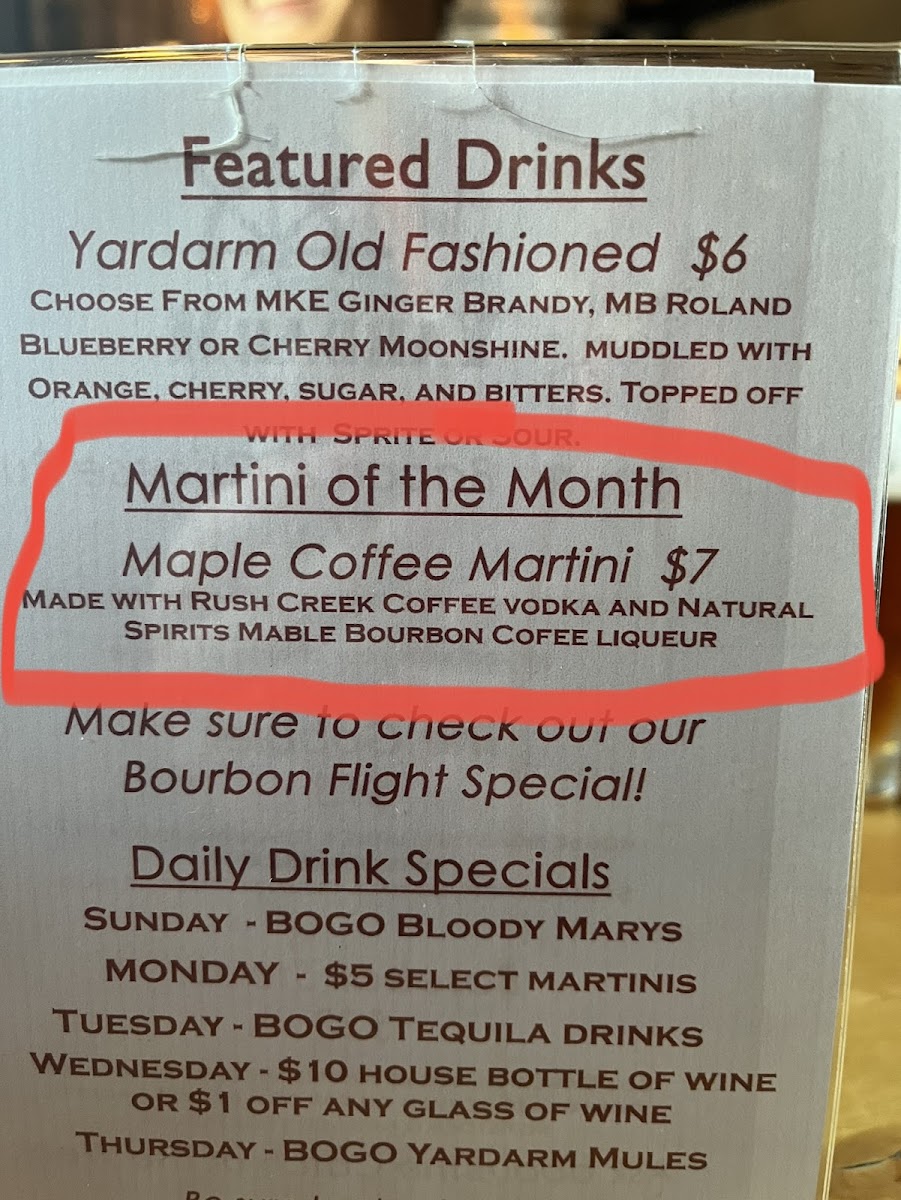 Featured Drinks
Yardarm Old Fashioned $6
CHOOSE FROM MKE GINGER BRANDY, MB ROLAND
BLUEBERRY OR CHERRY MOONSHINE. MUDDLED WITH
ORANGE, CHERRY, SUGAR, AND BITTERS. TOPPED OFF
WITH SPRITE OR SOUR.
Martini of the Month
Maple Coffee Martini $7
MADE WITH RUSH CREEK COFFEE VODKA AND NATURAL
SPIRITS MABLE BOURBON COFEE LIQUEUR
Make sure to check out our
Bourbon Flight Special!
Daily Drink Specials
SUNDAY - BOGO BLOODY MARYS
MONDAY - $5 SELECT MARTINIS
TUESDAY - BOGO TEQUILA DRINKS
WEDNESDAY - $10 HOUSE BOTTLE OF WINE
OR $1 OFF ANY GLASS OF WINE
THURSDAY - BOGO YARDARM MULES